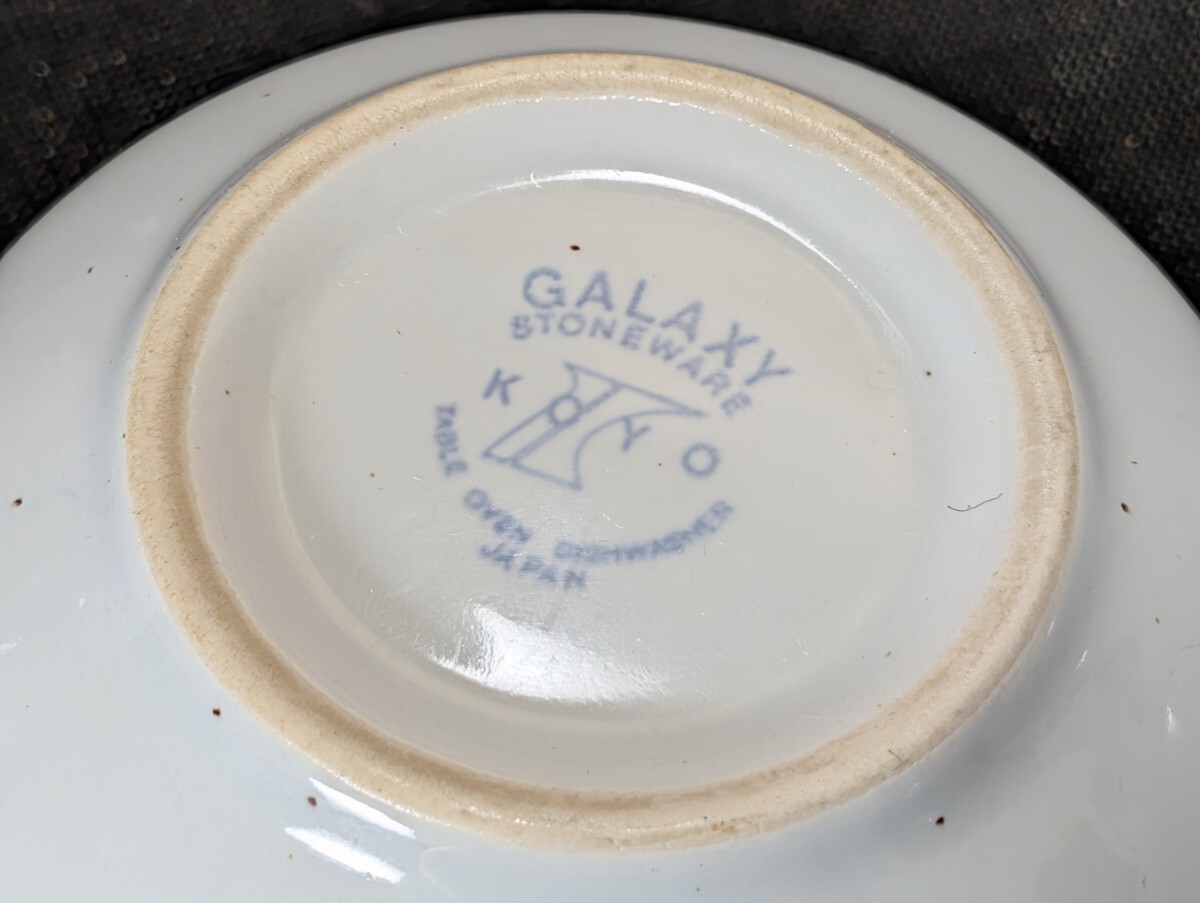 GALAXY
STONEWARE
K O Y O
TABLE OVEN DISHWASHER
JAPAN